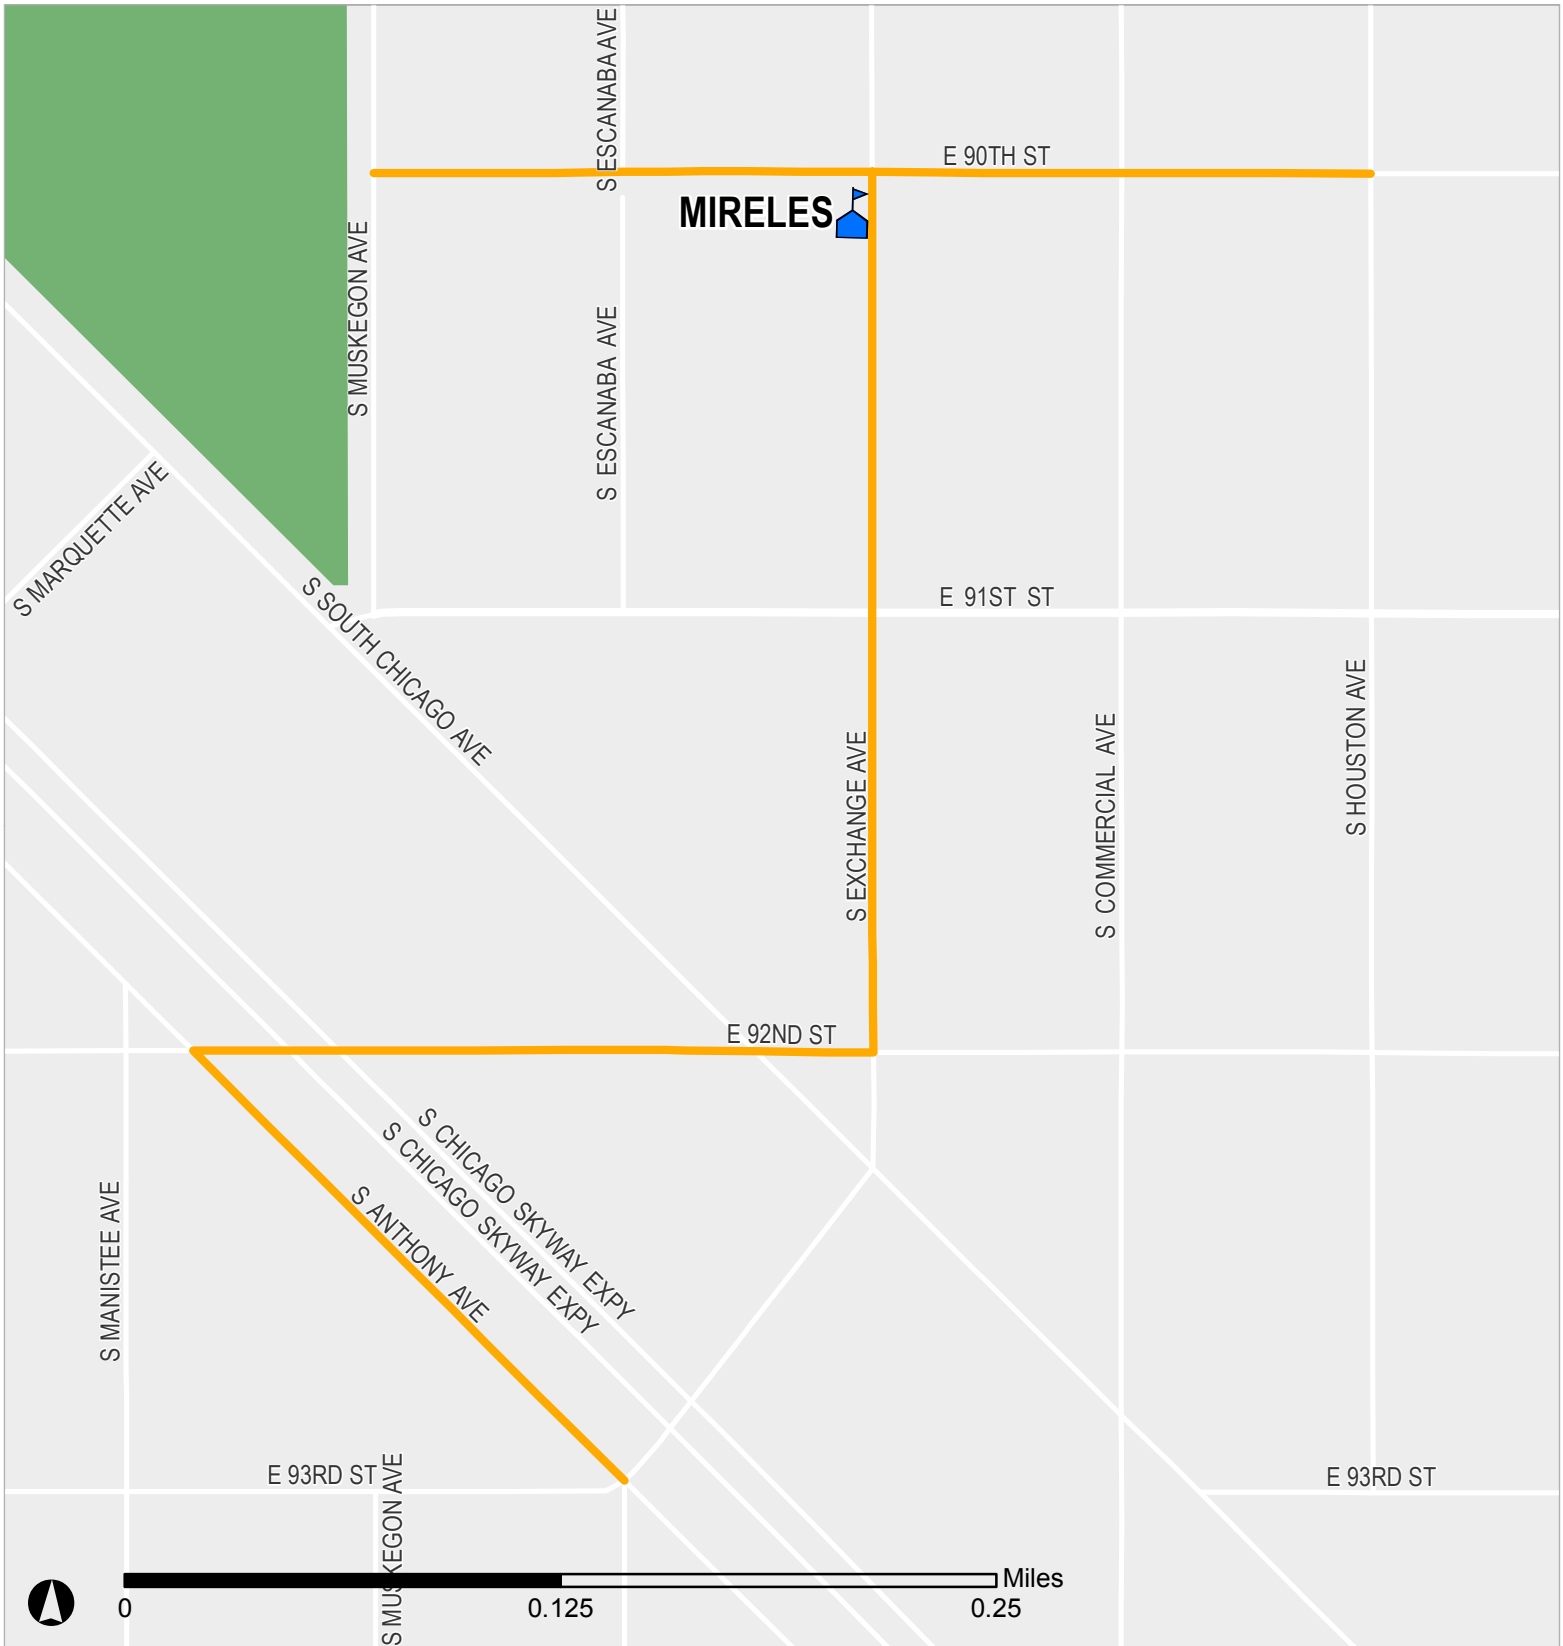 S ESCANABA AVE
E 90TH ST
MIRELES
S MUSKEGON AVE
S ESCANABA AVE
S MARQUETTE AVE
S SOUTH CHICAGO AVE
E 91ST ST
S HOUSTON AVE
S COMMERCIAL AVE
S EXCHANGE AVE
E 92ND ST
S CHICAGO SKYWAY EXPY
S CHICAGO SKYWAY EXPY
S ANTHONY AVE
S MANISTEE AVE
E 93RD ST
E 93RD ST
S MUSKEGON AVE
Miles
0
0.125
0.25